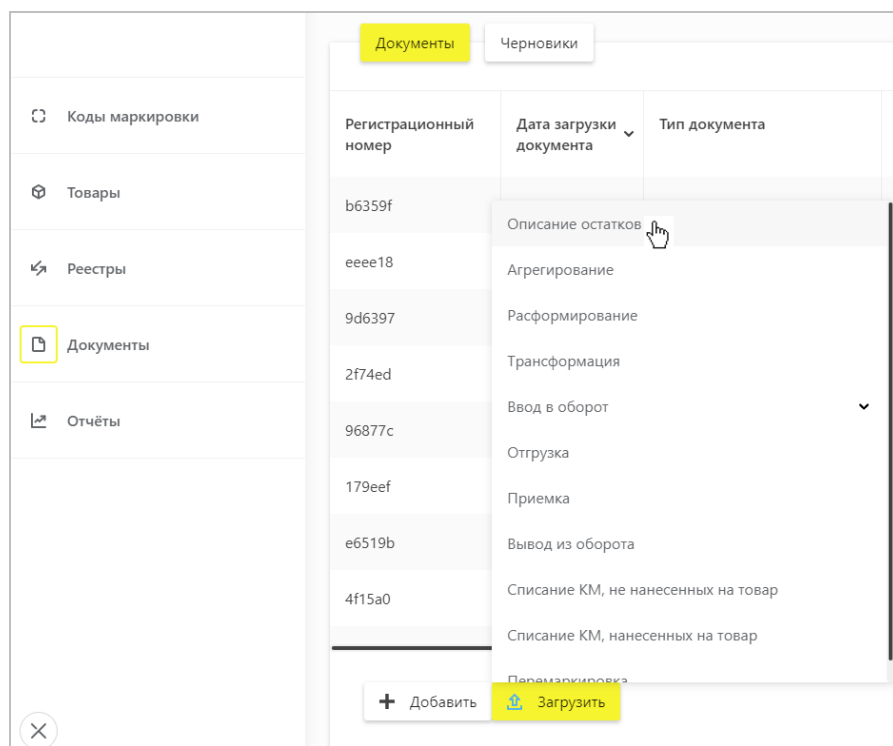 Документы
Черновики
Коды маркировки
Товары
Реестры
Документы
Отчёты
Регистрационный
номер
Дата загрузки
документа
Тип документа
b6359f
eeee18
9d6397
2f74ed
96877c
179eef
e6519b
4f15a0
Описание остатков
Агрегирование
Расформирование
Трансформация
Ввод в оборот
Отгрузка
Приемка
Вывод из оборота
Списание КМ, не нанесенных на товар
Списание КМ, нанесенных на товар
Перемаркировка
Добавить
Загрузить